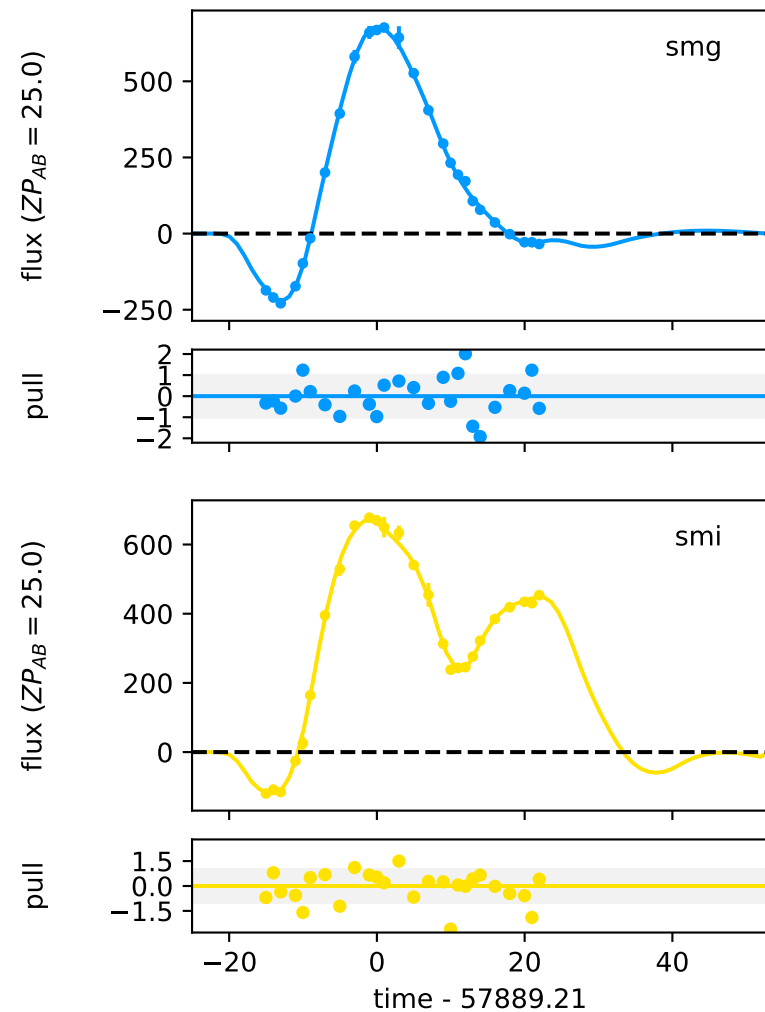 smg
flux (ZP_AB = 25.0)
500
250
0
−250
pull
2
1
0
−1
−2
smi
flux (ZP_AB = 25.0)
600
400
200
0
pull
1.5
0.0
−1.5
−20 0 20 40
time - 57889.21